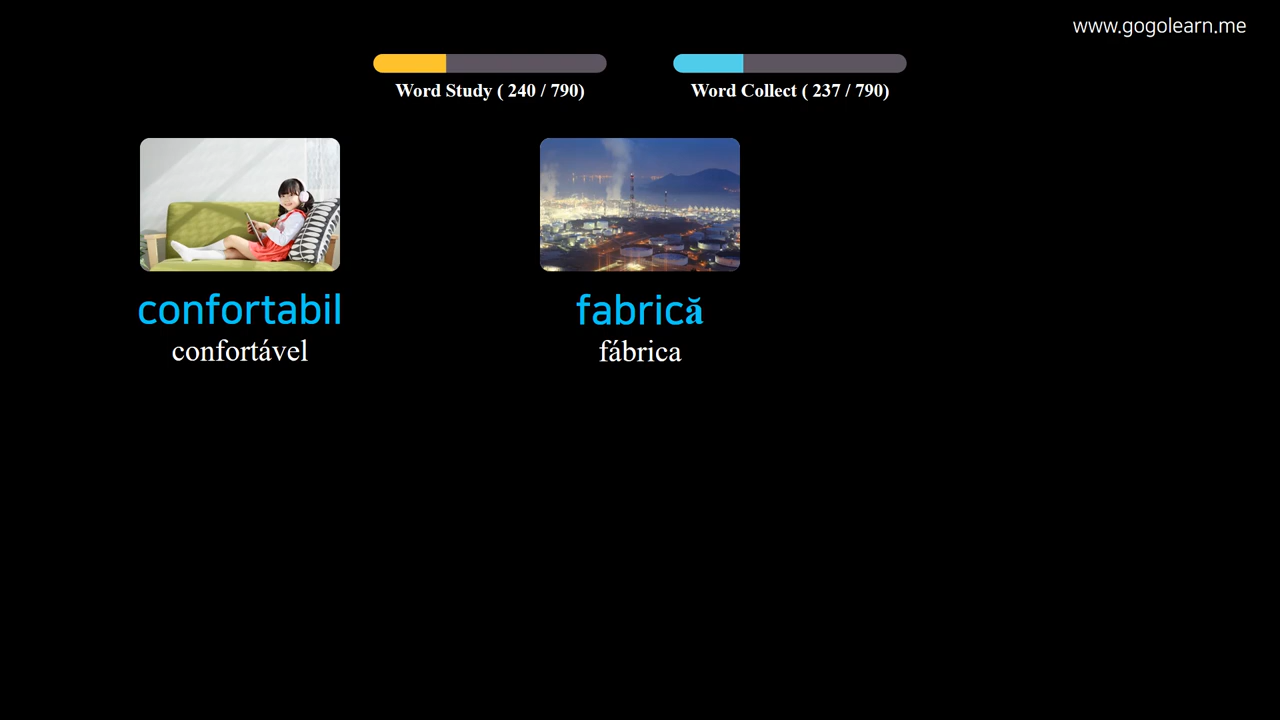 www.gogolearn.me
Word Study ( 240 / 790)
Word Collect ( 237 / 790)
confortabil
confortável
fabrică
fábrica